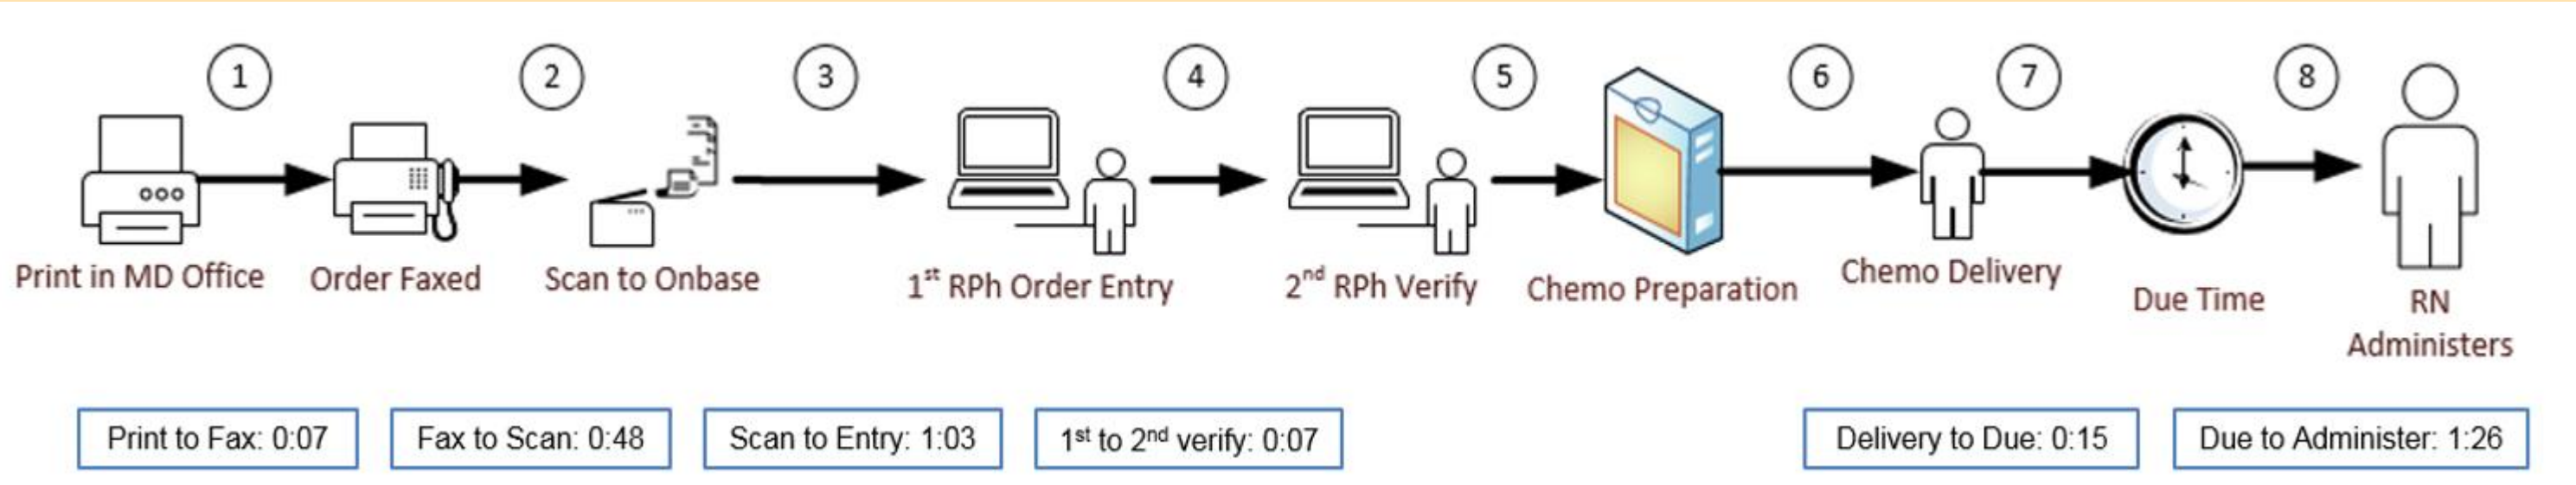 1 2 3 4 5 6 7 8
Print in MD Office
Order Faxed
Scan to Onbase
1st RPh Order Entry
2nd RPh Verify
Chemo Preparation
Chemo Delivery
Due Time
RN
Administers
Print to Fax: 0:07
Fax to Scan: 0:48
Scan to Entry: 1:03
1st to 2nd verify: 0:07
Delivery to Due: 0:15
Due to Administer: 1:26